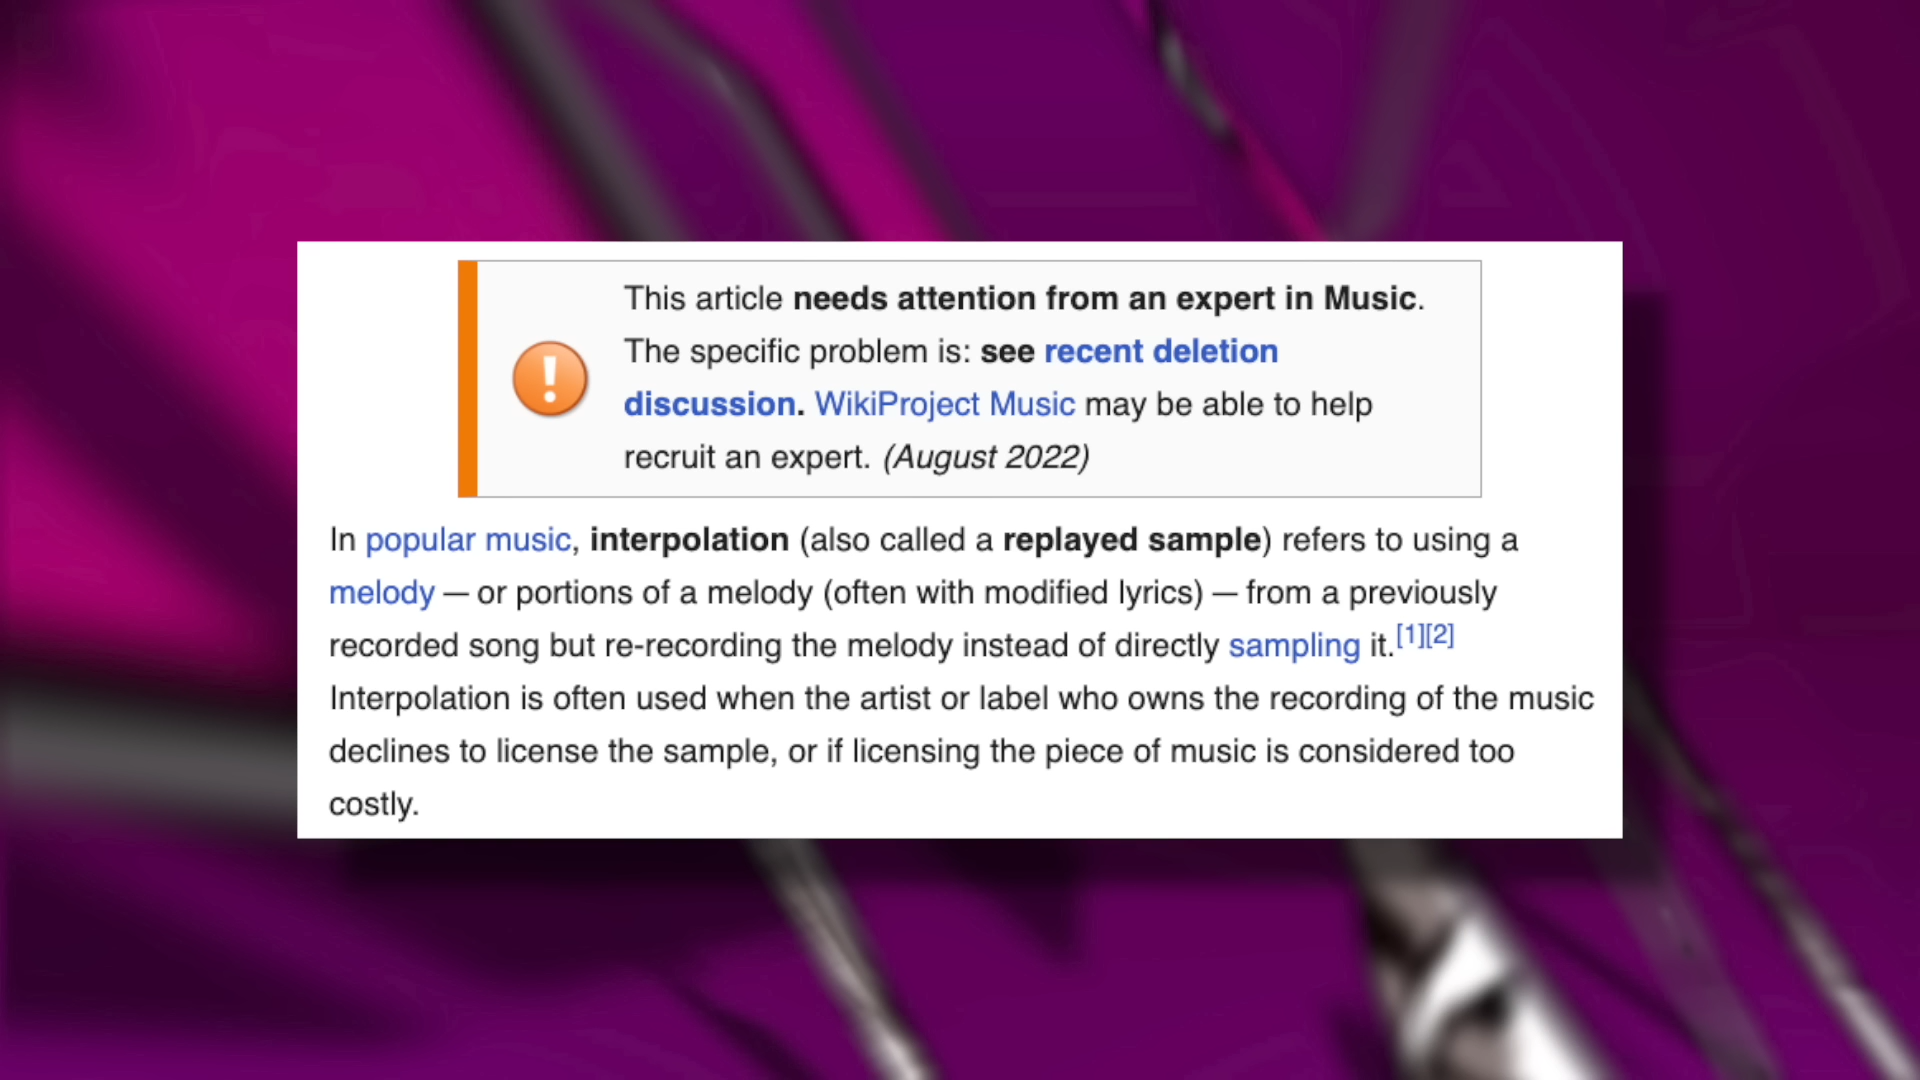 This article needs attention from an expert in Music.
The specific problem is: see recent deletion
discussion. WikiProject Music may be able to help
recruit an expert. (August 2022)
In popular music, interpolation (also called a replayed sample) refers to using a
melody — or portions of a melody (often with modified lyrics) — from a previously
recorded song but re-recording the melody instead of directly sampling it.[1][2]
Interpolation is often used when the artist or label who owns the recording of the music
declines to license the sample, or if licensing the piece of music is considered too
costly.